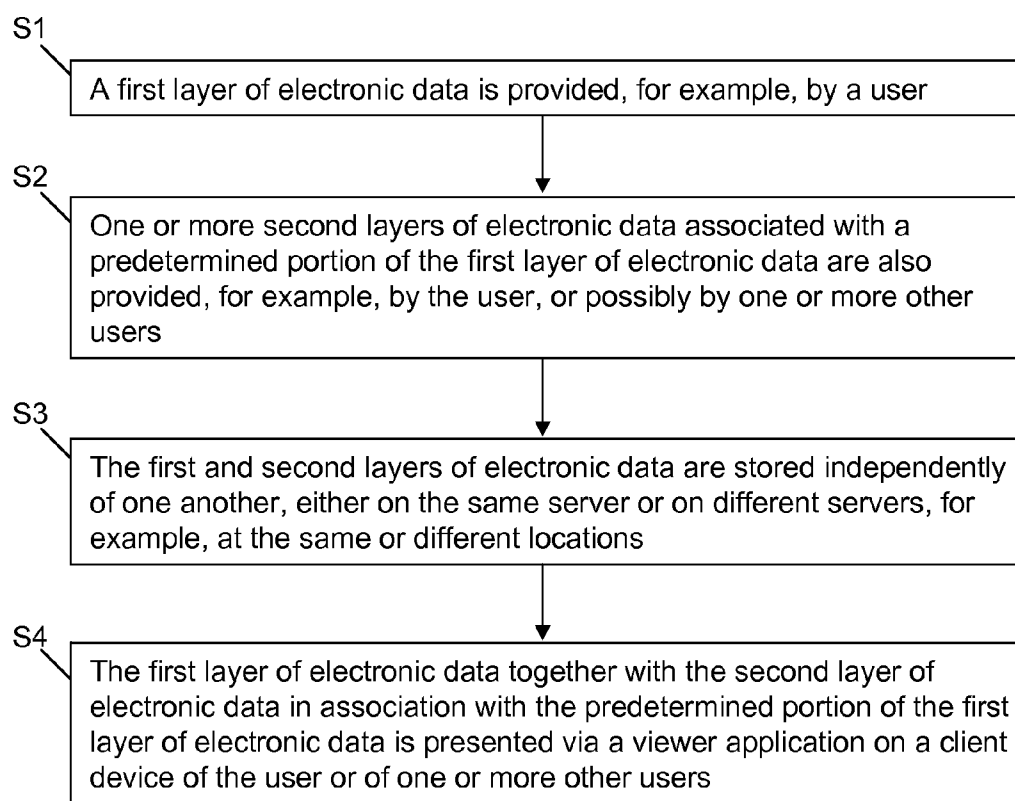 S1
A first layer of electronic data is provided, for example, by a user
S2
One or more second layers of electronic data associated with a
predetermined portion of the first layer of electronic data are also
provided, for example, by the user, or possibly by one or more other
users
S3
The first and second layers of electronic data are stored independently
of one another, either on the same server or on different servers, for
example, at the same or different locations
S4
The first layer of electronic data together with the second layer of
electronic data in association with the predetermined portion of the first
layer of electronic data is presented via a viewer application on a client
device of the user or of one or more other users